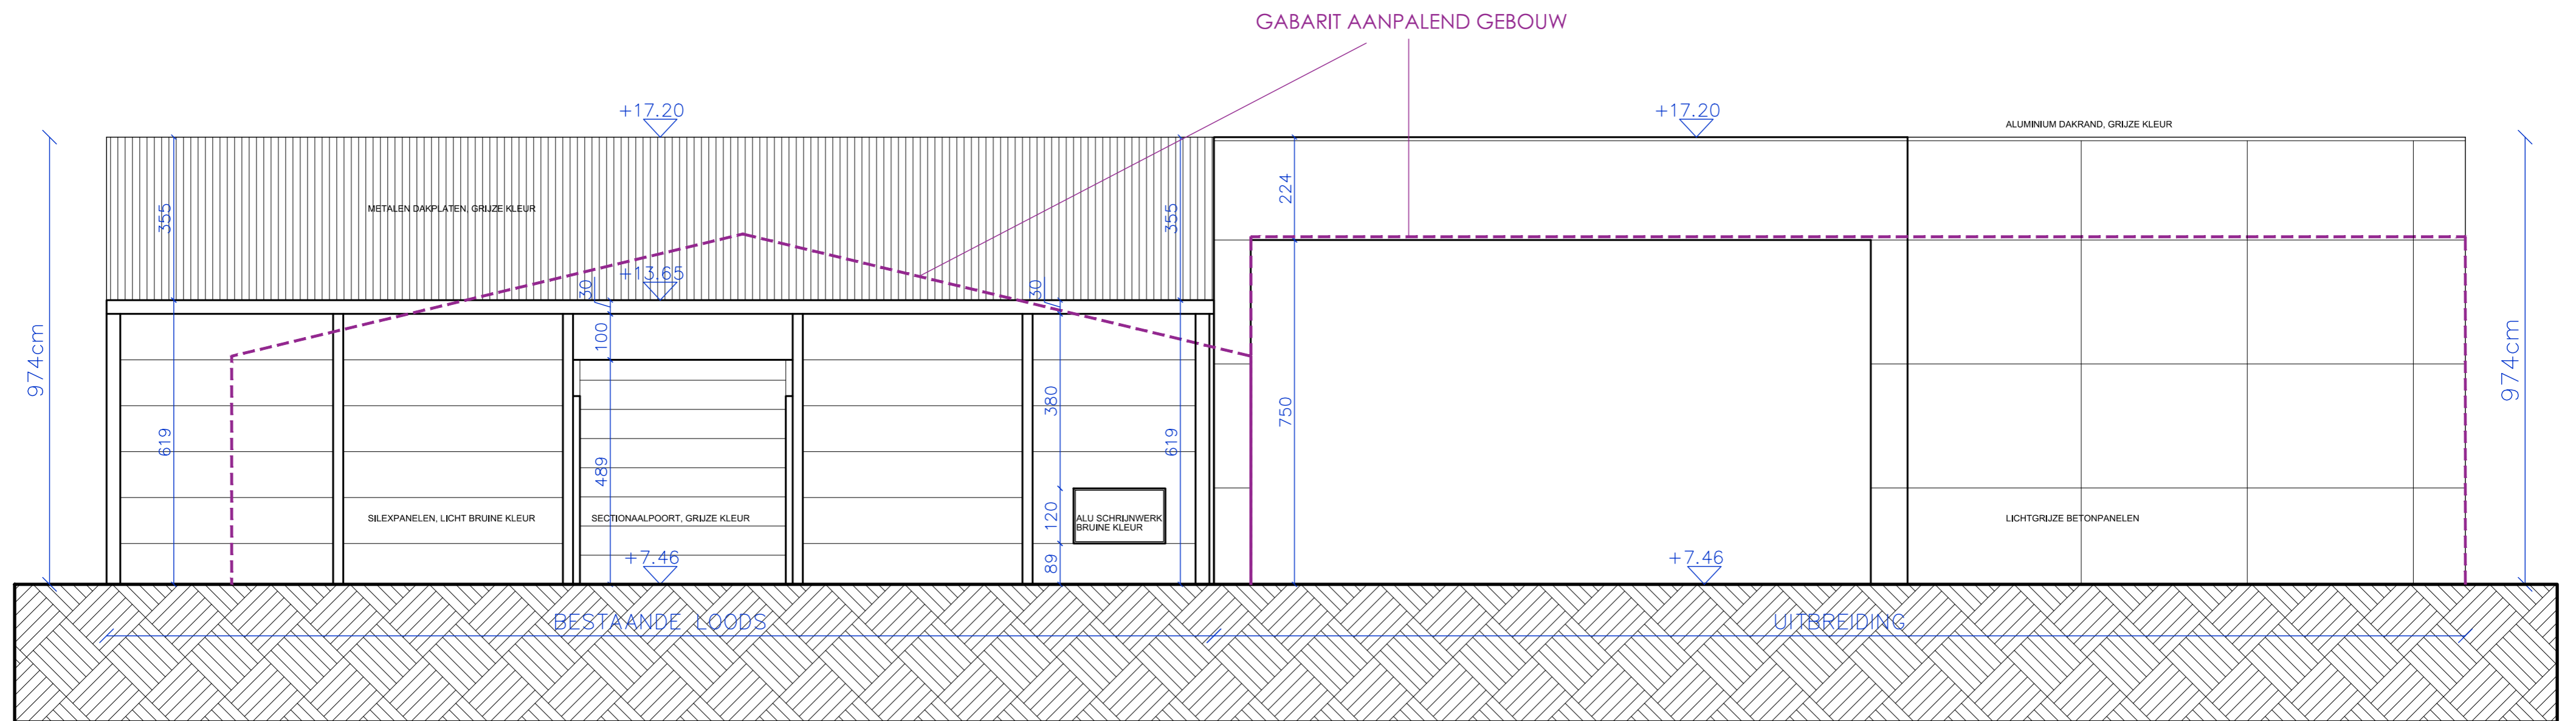 GABARIT AANPALEND GEBOUW
+17.20
+17.20
ALUMINIUM DAKRAND, GRIJZE KLEUR
METALEN DAKPLATEN, GRIJZE KLEUR
355
355
224
+13.65
30
30
974cm
100
974cm
380
750
619
489
619
SILEXPANELEN, LICHT BRUINE KLEUR
SECTIONAALPOORT, GRIJZE KLEUR
120
ALU SCHRIJNWERK
BRUINE KLEUR
LICHTGRIJZE BETONPANELEN
89
+7.46
+7.46
BESTAANDE LOODS
UITBREIDING